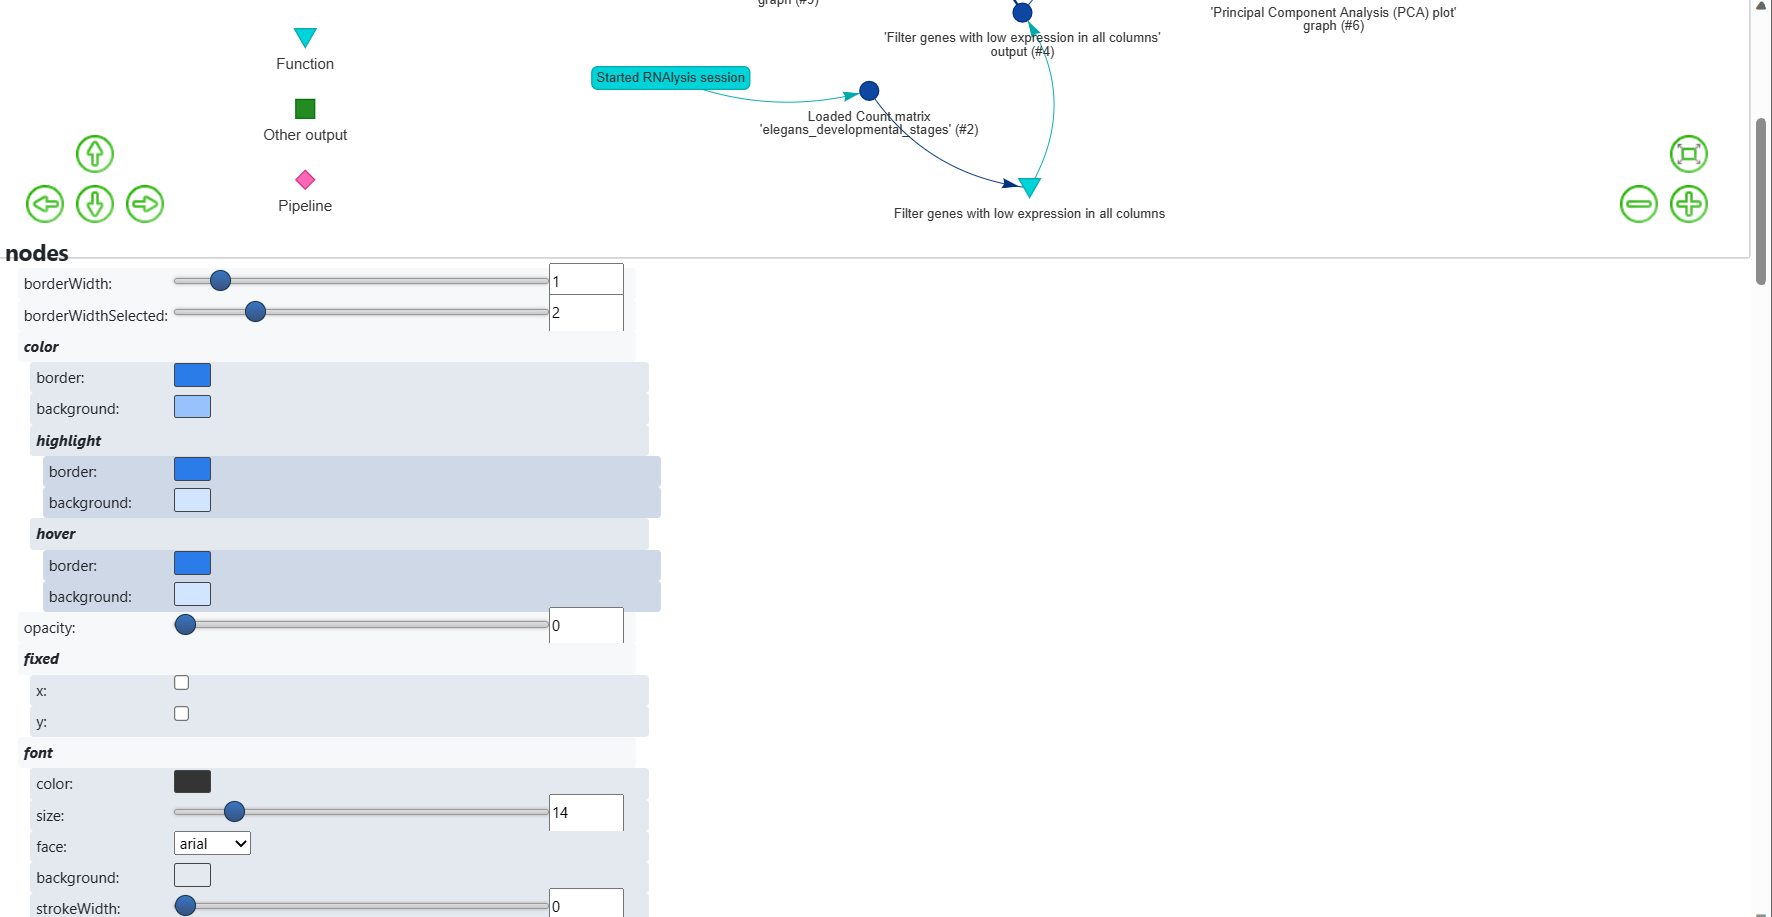 graph (#5)
'Principal Component Analysis (PCA) plot'
graph (#6)
'Filter genes with low expression in all columns'
output (#4)
Function
Started RNAlysis session
Loaded Count matrix
'elegans_developmental_stages' (#2)
Other output
Pipeline
Filter genes with low expression in all columns
nodes
borderWidth:
1
borderWidthSelected:
2
color
border:
background:
highlight
border:
background:
hover
border:
background:
opacity:
0
fixed
x:
y:
font
color:
size:
14
face:
arial
background:
strokeWidth:
0